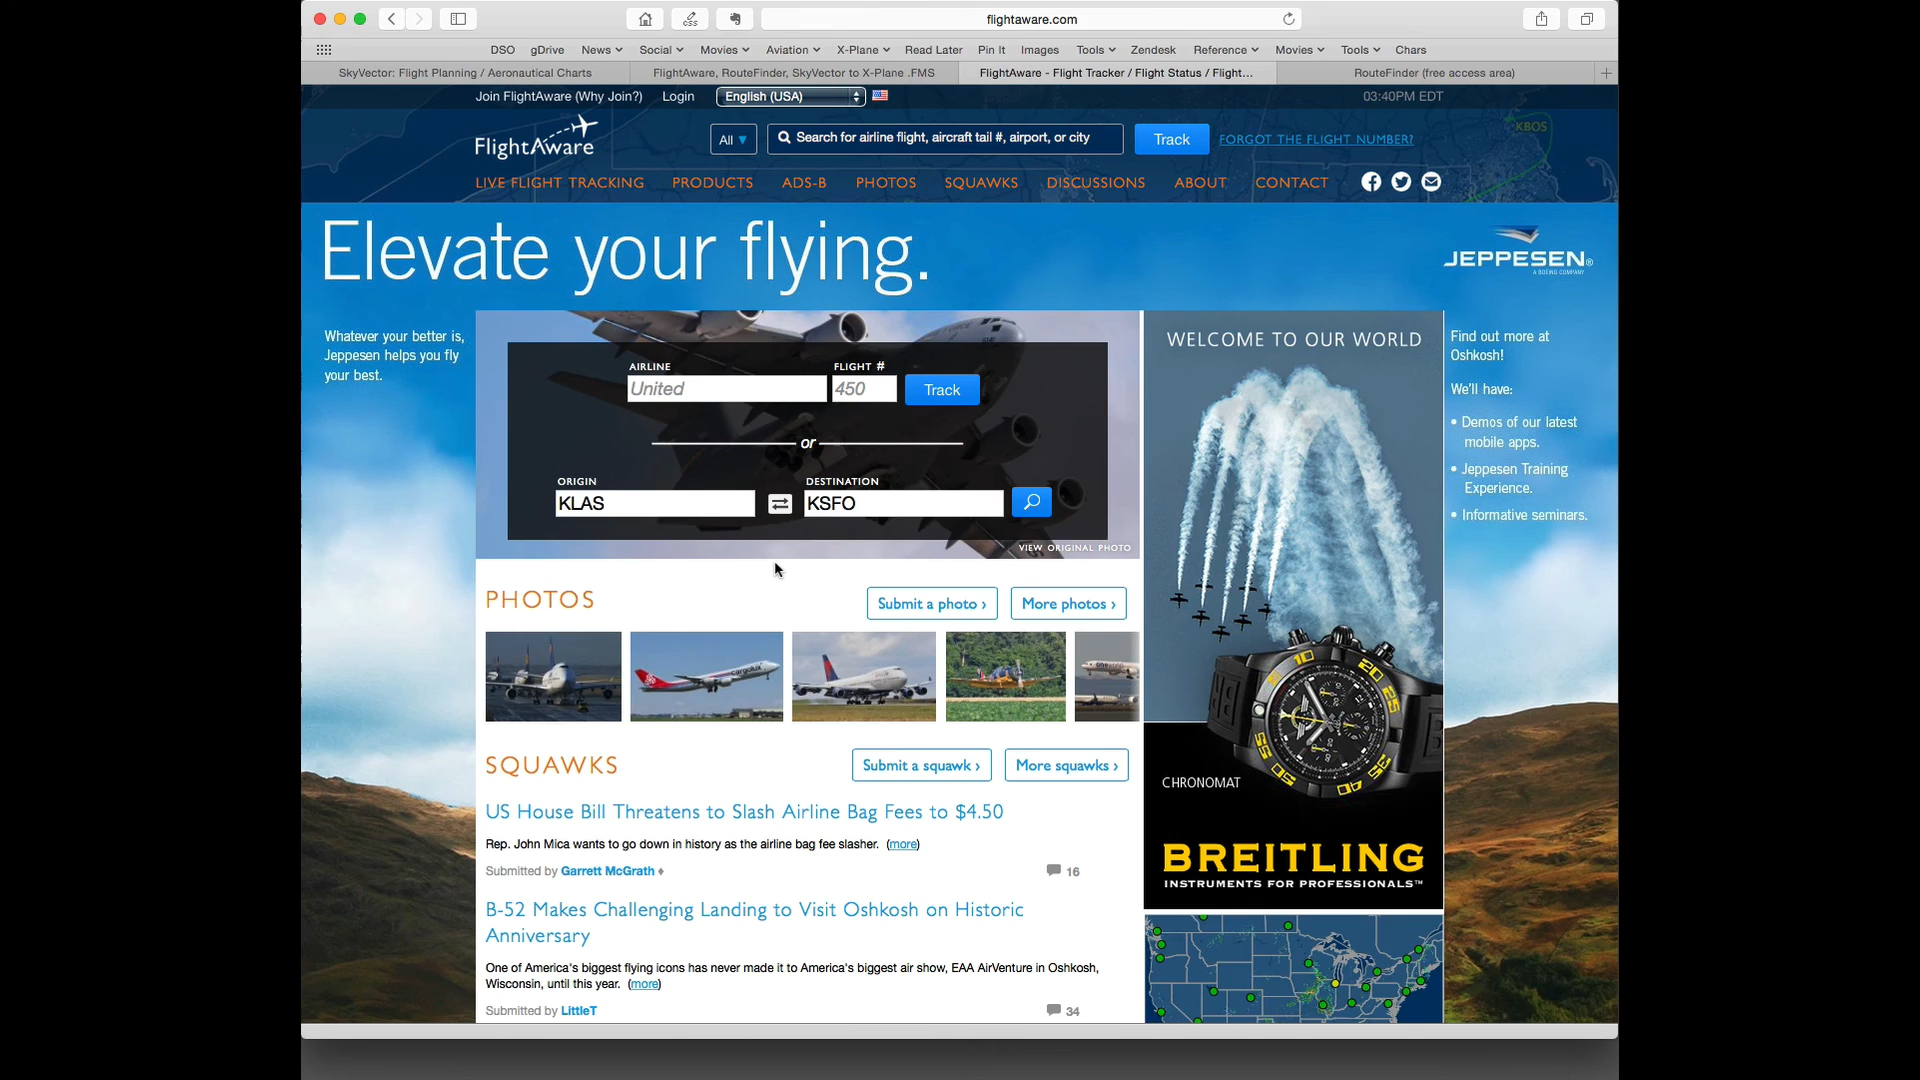 flightaware.com
DSO gDrive News Social Movies Aviation X-Plane Read Later Pin It Images Tools Zendesk Reference Movies Tools Chars
SkyVector: Flight Planning / Aeronautical Charts
FlightAware, RouteFinder, SkyVector to X-Plane .FMS
FlightAware - Flight Tracker / Flight Status / Flight...
RouteFinder (free access area)
Join FlightAware (Why Join?) Login English (USA) 03:40PM EDT
FlightAware
All Search for airline flight, aircraft tail #, airport, or city Track FORGOT THE FLIGHT NUMBER?
KBOS
LIVE FLIGHT TRACKING PRODUCTS ADS-B PHOTOS SQUAWKS DISCUSSIONS ABOUT CONTACT
Elevate your flying.
JEPPESEN®
A BOEING COMPANY
Whatever your better is,
Jeppesen helps you fly
your best.
AIRLINE FLIGHT #
United 450 Track
or
ORIGIN DESTINATION
KLAS KSFO
VIEW ORIGINAL PHOTO
WELCOME TO OUR WORLD
Find out more at
Oshkosh!
We'll have:
• Demos of our latest
mobile apps.
• Jeppesen Training
Experience.
• Informative seminars.
PHOTOS Submit a photo › More photos ›
cargolux
SQUAWKS Submit a squawk › More squawks ›
US House Bill Threatens to Slash Airline Bag Fees to $4.50
Rep. John Mica wants to go down in history as the airline bag fee slasher. (more)
Submitted by Garrett McGrath ♦ 16
B-52 Makes Challenging Landing to Visit Oshkosh on Historic
Anniversary
One of America's biggest flying icons has never made it to America's biggest air show, EAA AirVenture in Oshkosh,
Wisconsin, until this year. (more)
Submitted by LittleT 34
CHRONOMAT
BREITLING
INSTRUMENTS FOR PROFESSIONALS™